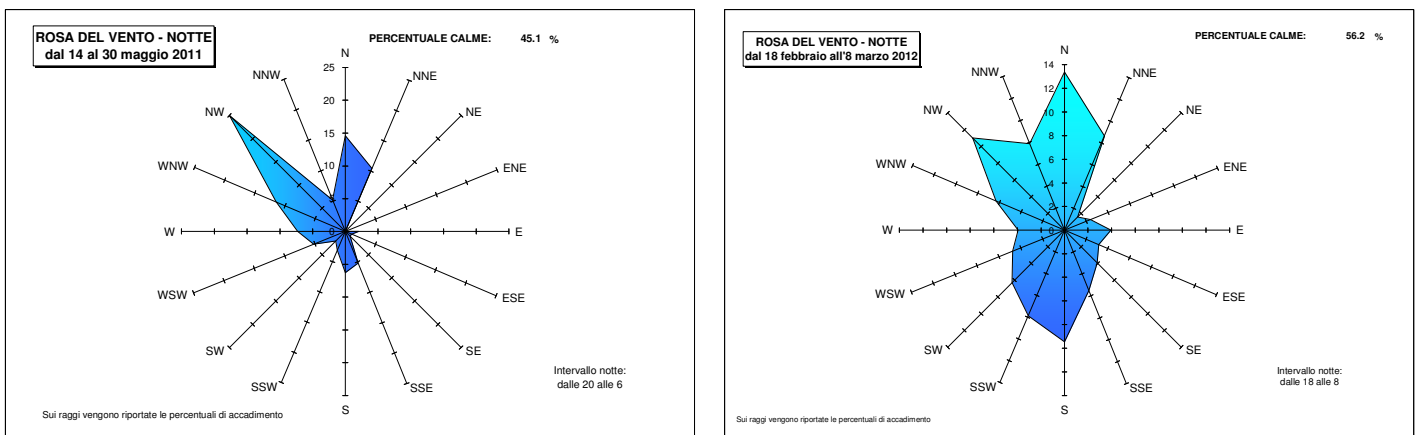 ROSA DEL VENTO - NOTTE
dal 14 al 30 maggio 2011
PERCENTUALE CALME: 45.1 %
N
NNE
NE
ENE
E
ESE
SE
SSE
S
SSW
SW
WSW
W
WNW
NW
NNW
25
20
15
10
5
0
Intervallo notte:
dalle 20 alle 6
Sui raggi vengono riportate le percentuali di accadimento
ROSA DEL VENTO - NOTTE
dal 18 febbraio all'8 marzo 2012
PERCENTUALE CALME: 56.2 %
N
NNE
NE
ENE
E
ESE
SE
SSE
S
SSW
SW
WSW
W
WNW
NW
NNW
14
12
10
8
6
4
2
0
Intervallo notte:
dalle 18 alle 8
Sui raggi vengono riportate le percentuali di accadimento